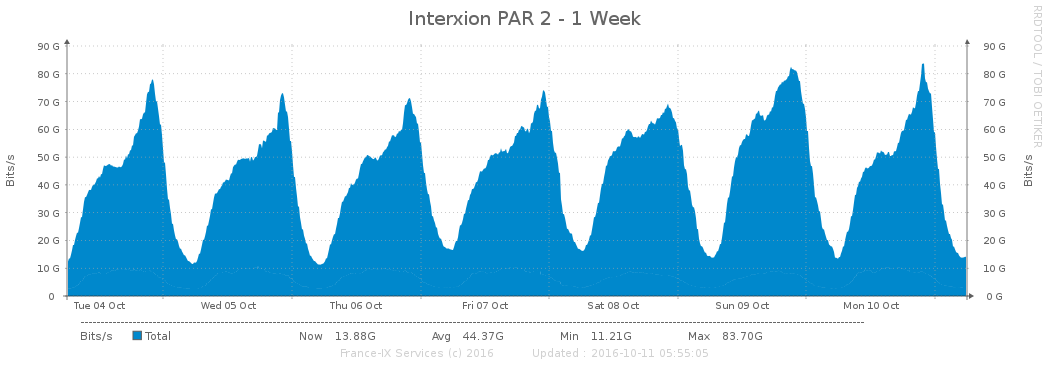 Interxion PAR 2 - 1 Week
RRDTOOL / TOBI OETIKER
90 G 90 G
80 G 80 G
70 G 70 G
60 G 60 G
50 G 50 G
40 G 40 G
30 G 30 G
20 G 20 G
10 G 10 G
0 0 G
Bits/s
Bits/s
Tue 04 Oct Wed 05 Oct Thu 06 Oct Fri 07 Oct Sat 08 Oct Sun 09 Oct Mon 10 Oct
Bits/s Total Now 13.88G Avg 44.37G Min 11.21G Max 83.70G
France-IX Services (c) 2016 Updated : 2016-10-11 05:55:05